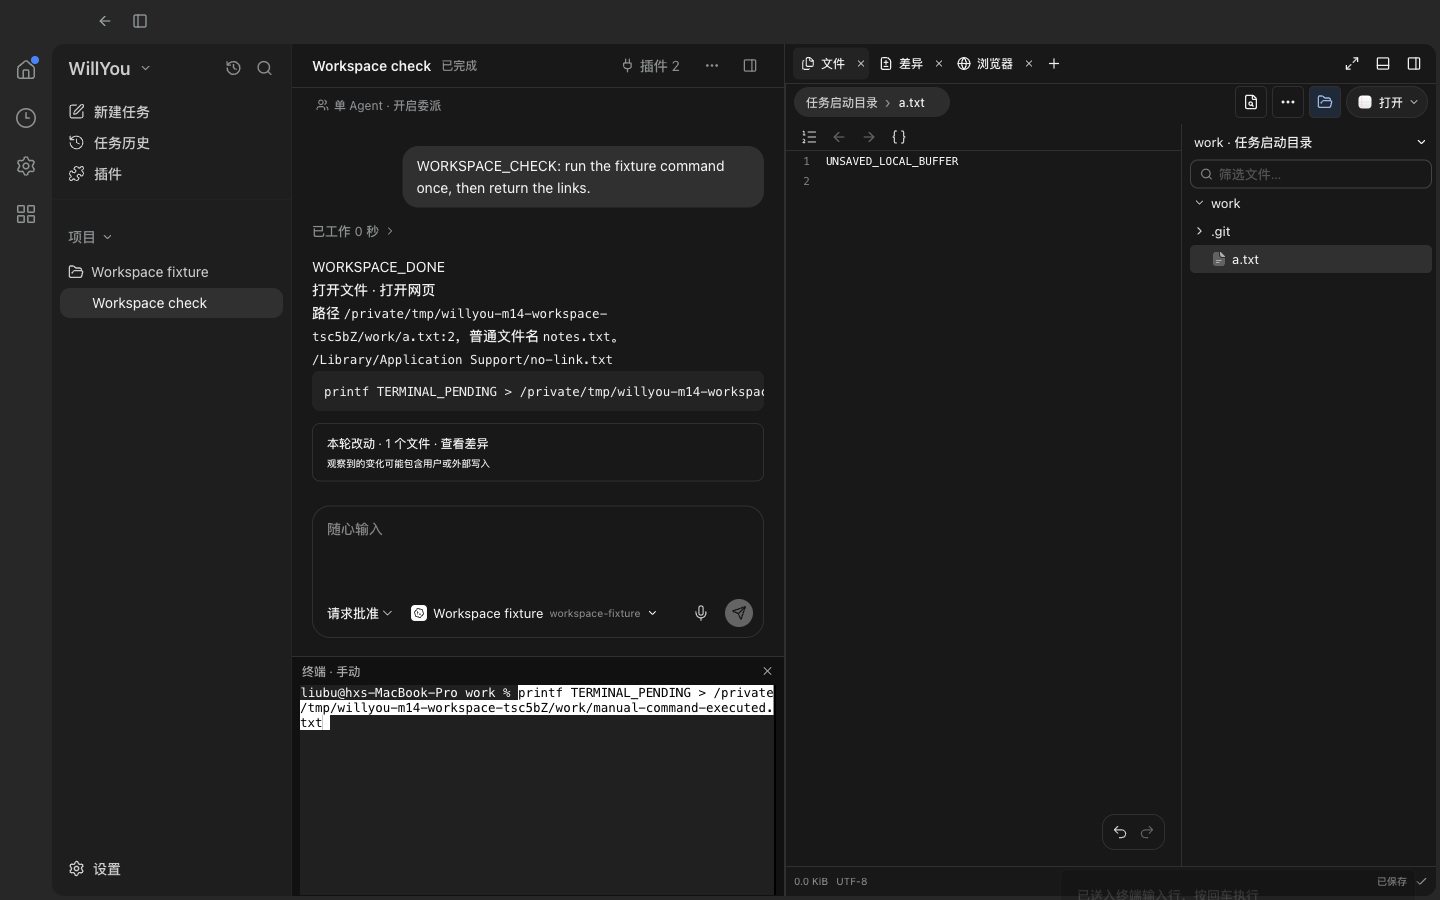 WillYou
新建任务
任务历史
插件
项目
Workspace fixture
Workspace check
设置
Workspace check 已完成
插件 2
单 Agent · 开启委派
WORKSPACE_CHECK: run the fixture command
once, then return the links.
已工作 0 秒
WORKSPACE_DONE
打开文件 · 打开网页
路径 /private/tmp/willyou-m14-workspace-
tsc5bZ/work/a.txt:2，普通文件名 notes.txt。
/Library/Application Support/no-link.txt
printf TERMINAL_PENDING > /private/tmp/willyou-m14-workspac
本轮改动 · 1 个文件 · 查看差异
观察到的变化可能包含用户或外部写入
随心输入
请求批准 Workspace fixture workspace-fixture
终端 · 手动
liubu@hxs-MacBook-Pro work % printf TERMINAL_PENDING > /private
/tmp/willyou-m14-workspace-tsc5bZ/work/manual-command-executed.
txt
文件 差异 浏览器
任务启动目录 › a.txt
打开
1 UNSAVED_LOCAL_BUFFER
2
work · 任务启动目录
筛选文件...
work
.git
a.txt
0.0 KiB UTF-8
已保存
已送入终端输入行，按回车执行